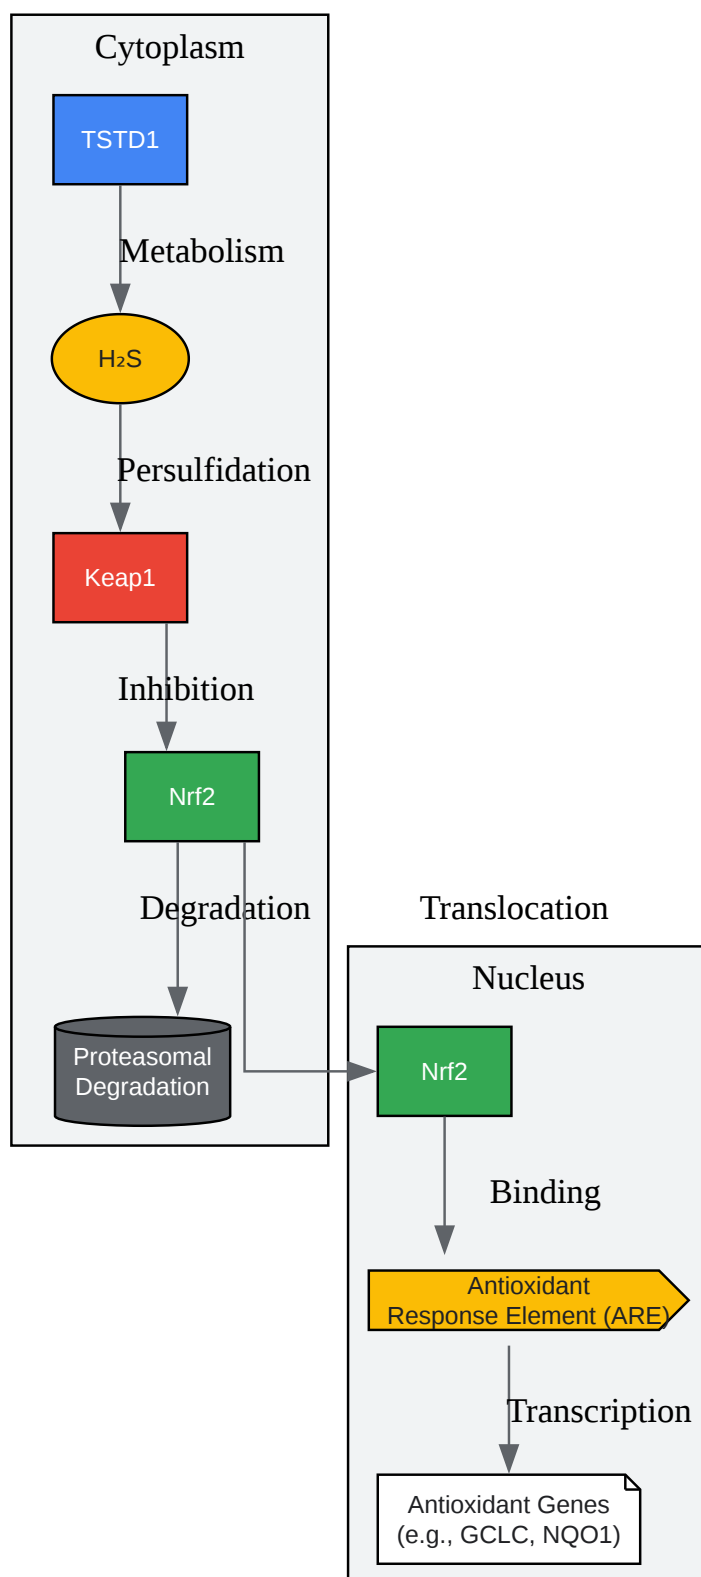 Cytoplasm
TSTD1
Metabolism
H₂S
Persulfidation
Keap1
Inhibition
Nrf2
Degradation
Translocation
Nucleus
Proteasomal
Degradation
Nrf2
Binding
Antioxidant
Response Element (ARE)
Transcription
Antioxidant Genes
(e.g., GCLC, NQO1)